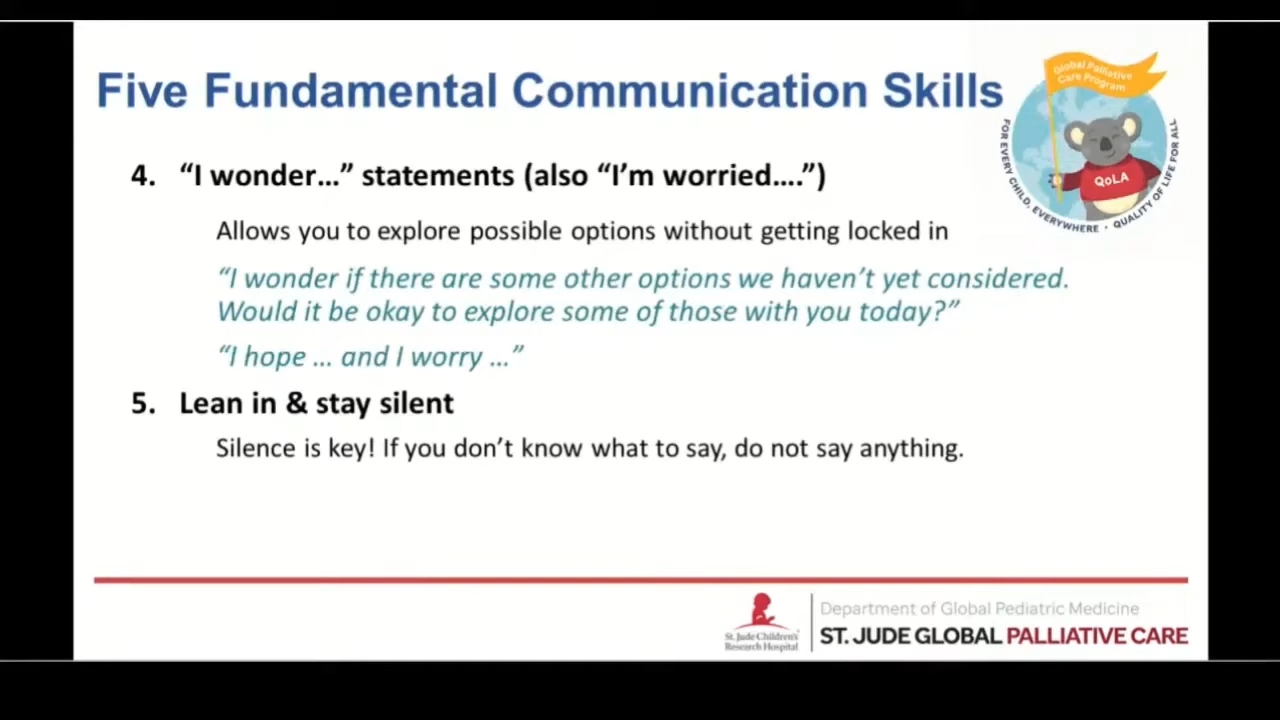 Five Fundamental Communication Skills
Global Palliative
Care Program
QoLA
FOR EVERY CHILD, EVERYWHERE • QUALITY OF LIFE FOR ALL
4. “I wonder…” statements (also “I’m worried….”)
Allows you to explore possible options without getting locked in
“I wonder if there are some other options we haven’t yet considered.
Would it be okay to explore some of those with you today?”
“I hope … and I worry …”
5. Lean in & stay silent
Silence is key! If you don’t know what to say, do not say anything.
St. Jude Children’s
Research Hospital
Department of Global Pediatric Medicine
ST. JUDE GLOBAL PALLIATIVE CARE